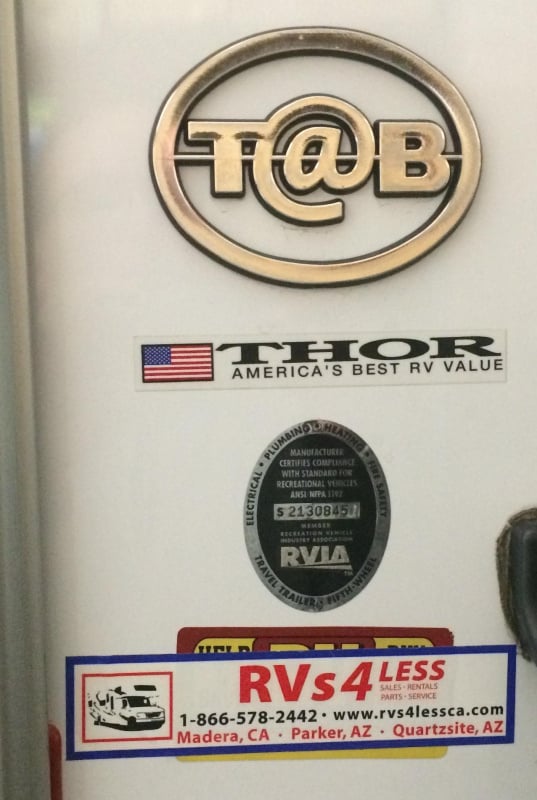 T@B
THOR
AMERICA'S BEST RV VALUE
ELECTRICAL • PLUMBING • HEATING • FIRE SAFETY
MANUFACTURER
CERTIFIES COMPLIANCE
WITH STANDARD FOR
RECREATIONAL VEHICLES
ANSI/NFPA 1192
S 2130845
MEMBER
RECREATION VEHICLE
INDUSTRY ASSOCIATION
RVIA
TM
TRAVEL TRAILER • FIFTH-WHEEL
HELP
RVs4LESS
SALES · RENTALS
PARTS · SERVICE
1-866-578-2442 · www.rvs4lessca.com
Madera, CA · Parker, AZ · Quartzsite, AZ